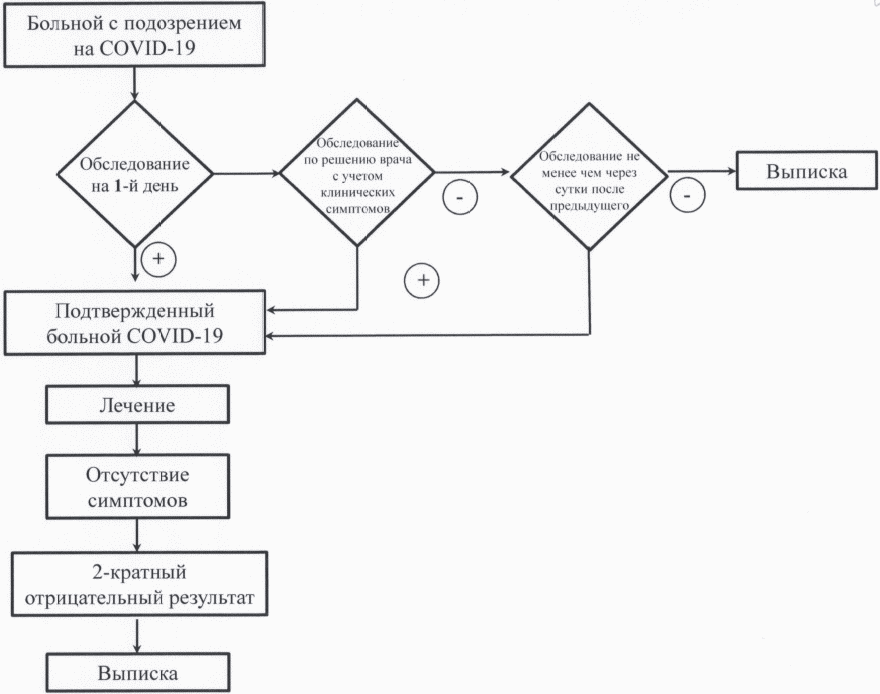 Больной с подозрением
на COVID-19
Обследование
на 1-й день
Обследование
по решению врача
с учетом
клинических
симптомов
-
Обследование не
менее чем через
сутки после
предыдущего
-
Выписка
+
+
Подтвержденный
больной COVID-19
Лечение
Отсутствие
симптомов
2-кратный
отрицательный результат
Выписка